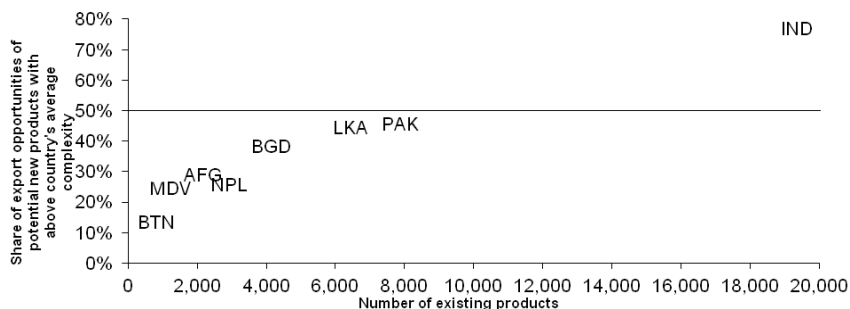 Share of export opportunities of
potential new products with
above country's average
complexity
80%
70%
60%
50%
40%
30%
20%
10%
0%
IND
LKA
PAK
BGD
AFG
MDV
NPL
BTN
0
2,000
4,000
6,000
8,000
10,000
12,000
14,000
16,000
18,000
20,000
Number of existing products